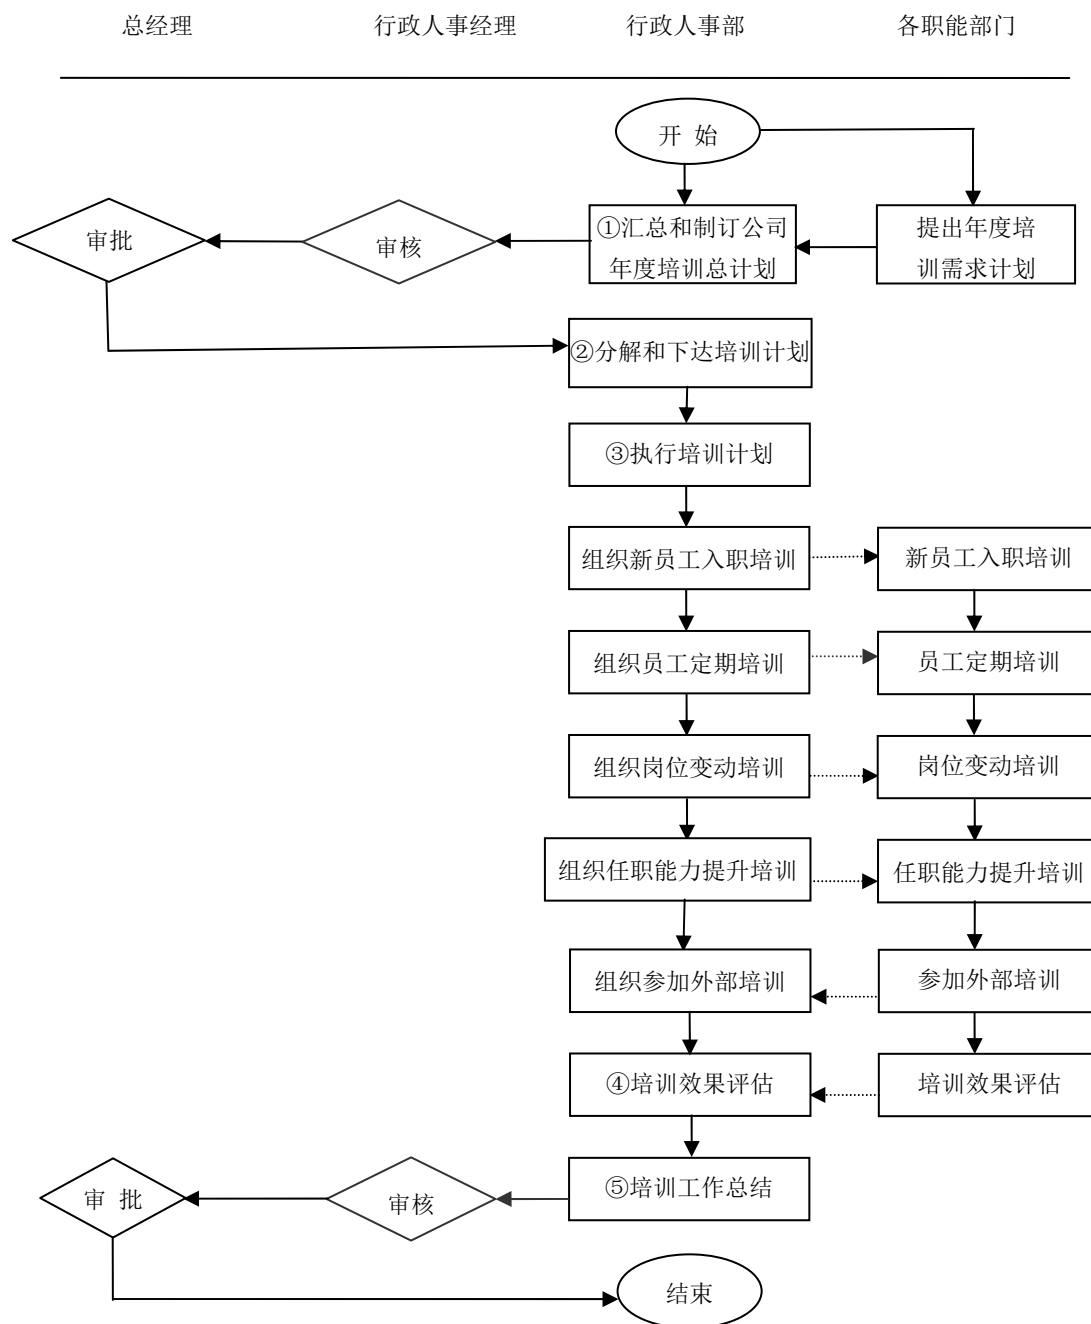 总经理
行政人事经理
行政人事部
各职能部门
开 始
①汇总和制订公司
年度培训总计划
提出年度培
训需求计划
审核
审批
②分解和下达培训计划
③执行培训计划
组织新员工入职培训
新员工入职培训
组织员工定期培训
员工定期培训
组织岗位变动培训
岗位变动培训
组织任职能力提升培训
任职能力提升培训
组织参加外部培训
参加外部培训
④培训效果评估
培训效果评估
⑤培训工作总结
审核
审 批
结束